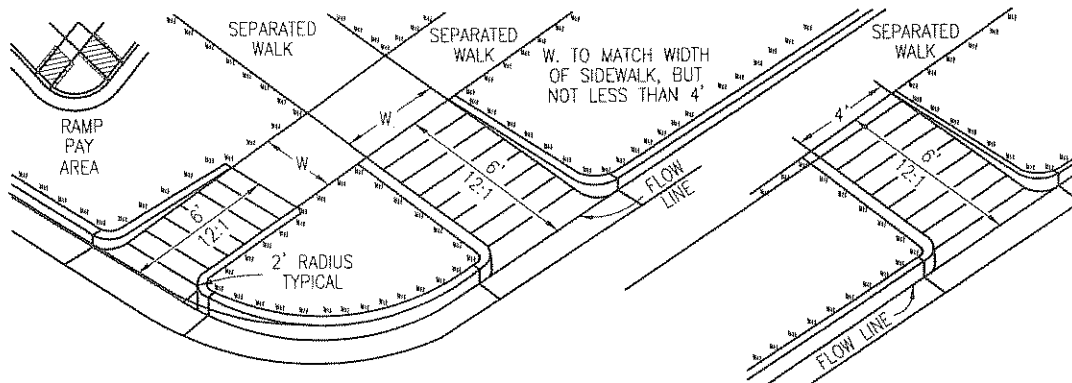 SEPARATED
WALK
SEPARATED
WALK
W. TO MATCH WIDTH
OF SIDEWALK, BUT
NOT LESS THAN 4'
SEPARATED
WALK
RAMP
PAY
AREA
W
W
6'
12:1
6'
12:1
FLOW
LINE
2' RADIUS
TYPICAL
4'
6'
12:1
FLOW LINE